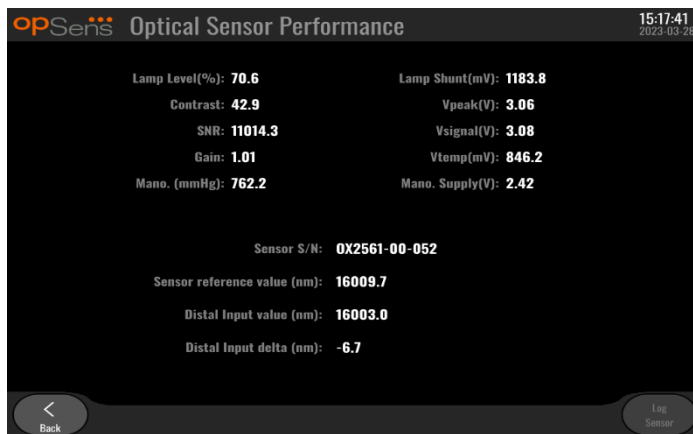 opSens Optical Sensor Performance 15:17:41
2023-03-28
Lamp Level(%): 70.6 Lamp Shunt(mV): 1183.8
Contrast: 42.9 Vpeak(V): 3.06
SNR: 11014.3 Vsignal(V): 3.08
Gain: 1.01 Vtemp(mV): 846.2
Mano. (mmHg): 762.2 Mano. Supply(V): 2.42
Sensor S/N: OX2561-00-052
Sensor reference value (nm): 16009.7
Distal Input value (nm): 16003.0
Distal Input delta (nm): -6.7
< Back
Log
Sensor